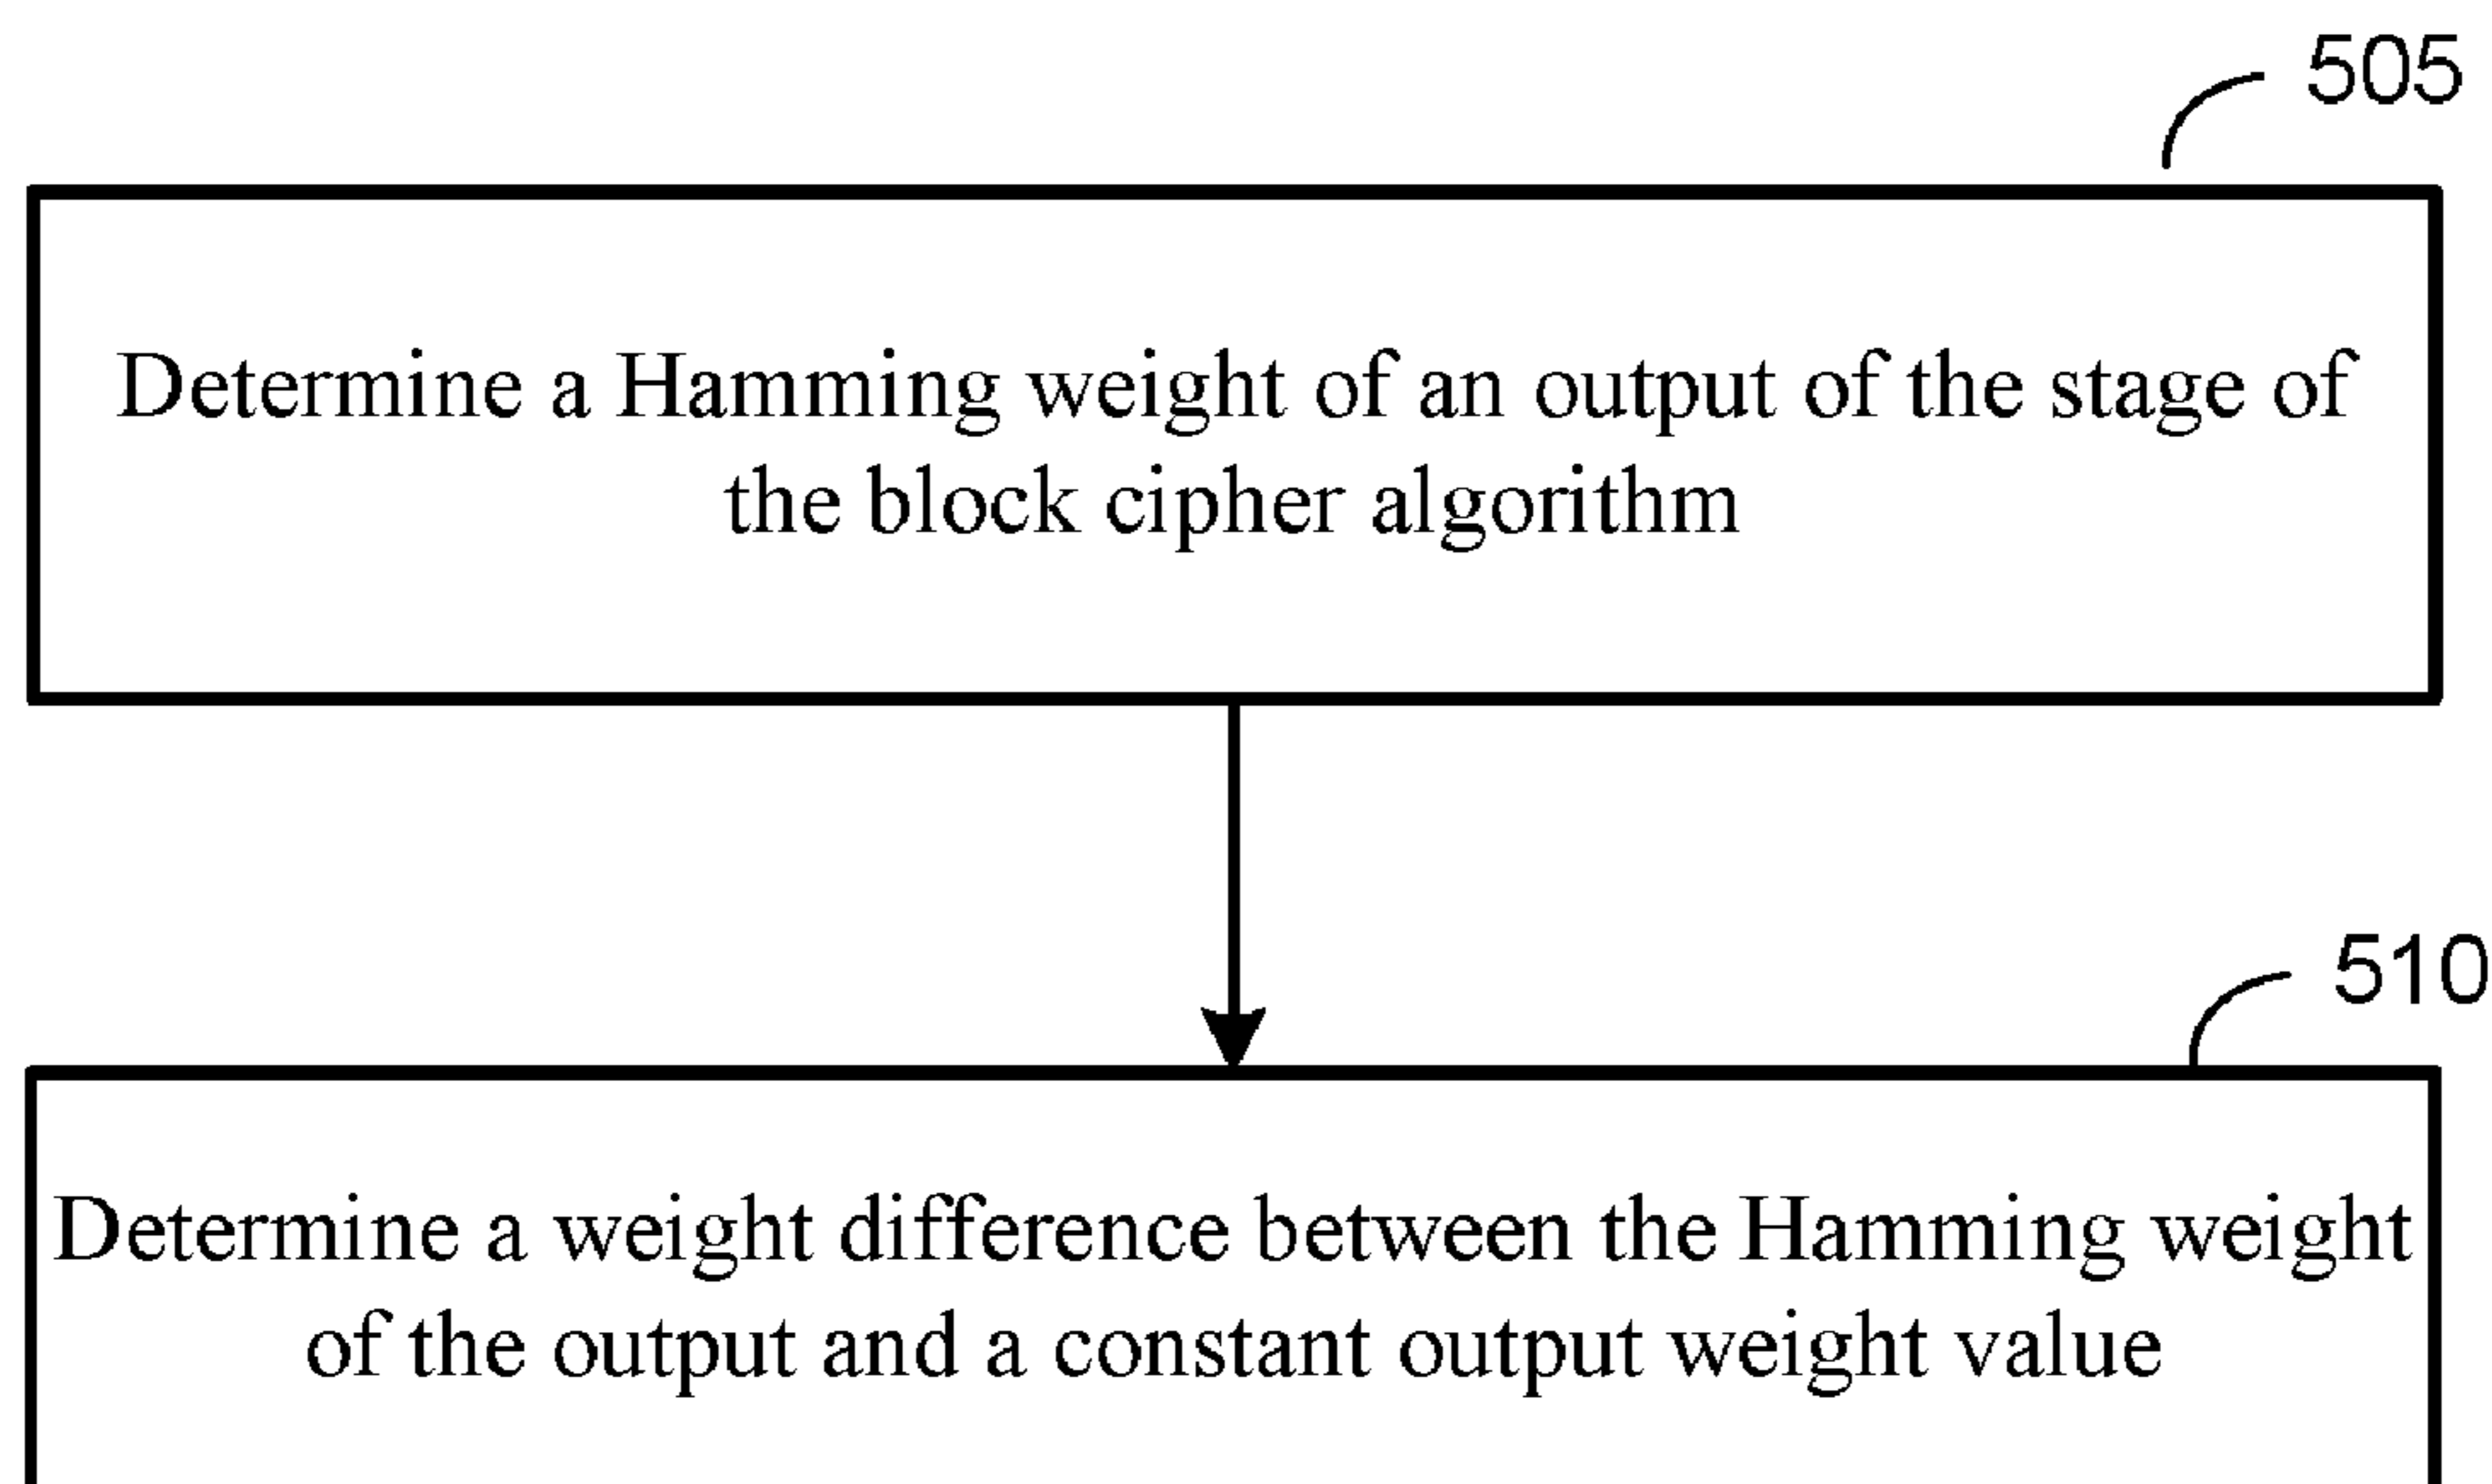 505
Determine a Hamming weight of an output of the stage of
the block cipher algorithm
510
Determine a weight difference between the Hamming weight
of the output and a constant output weight value